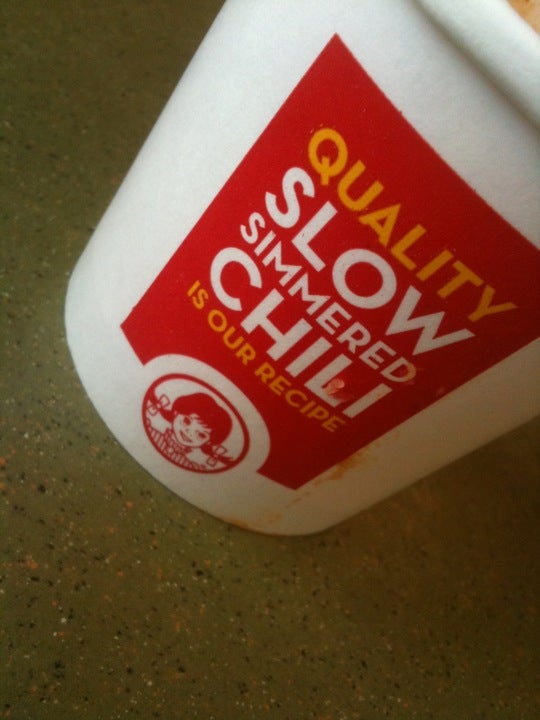 QUALITY
SLOW
SIMMERED
CHILI
IS OUR RECIPE